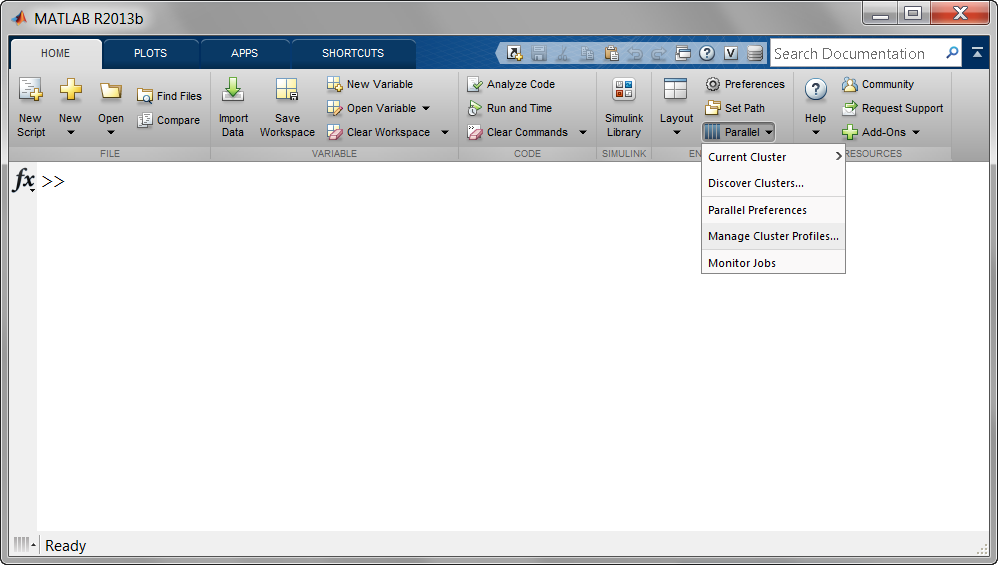 MATLAB R2013b
HOME PLOTS APPS SHORTCUTS Search Documentation
New Script
New
Open
Find Files
Compare
Import Data
Save Workspace
New Variable
Open Variable
Clear Workspace
Analyze Code
Run and Time
Clear Commands
Simulink Library
Layout
Preferences
Set Path
Parallel
Help
Community
Request Support
Add-Ons
FILE VARIABLE CODE SIMULINK EN RESOURCES
Current Cluster
Discover Clusters...
Parallel Preferences
Manage Cluster Profiles...
Monitor Jobs
fx >>
Ready